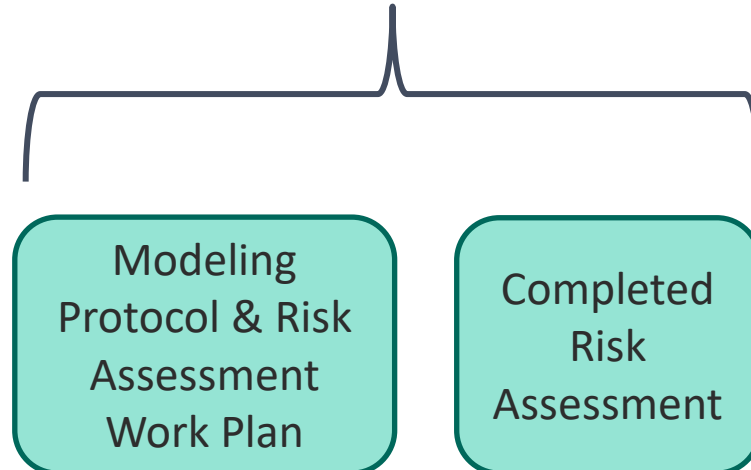 Modeling
Protocol & Risk
Assessment
Work Plan
Completed
Risk
Assessment